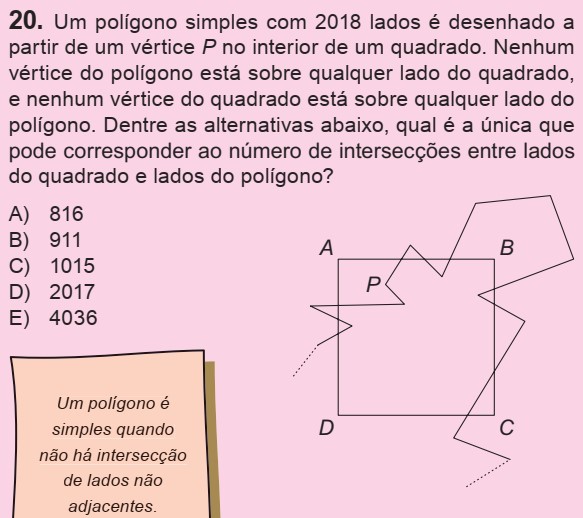 20. Um polígono simples com 2018 lados é desenhado a
partir de um vértice P no interior de um quadrado. Nenhum
vértice do polígono está sobre qualquer lado do quadrado,
e nenhum vértice do quadrado está sobre qualquer lado do
polígono. Dentre as alternativas abaixo, qual é a única que
pode corresponder ao número de intersecções entre lados
do quadrado e lados do polígono?
A) 816
B) 911
C) 1015
D) 2017
E) 4036
A
B
P
D
C
Um polígono é
simples quando
não há intersecção
de lados não
adjacentes.